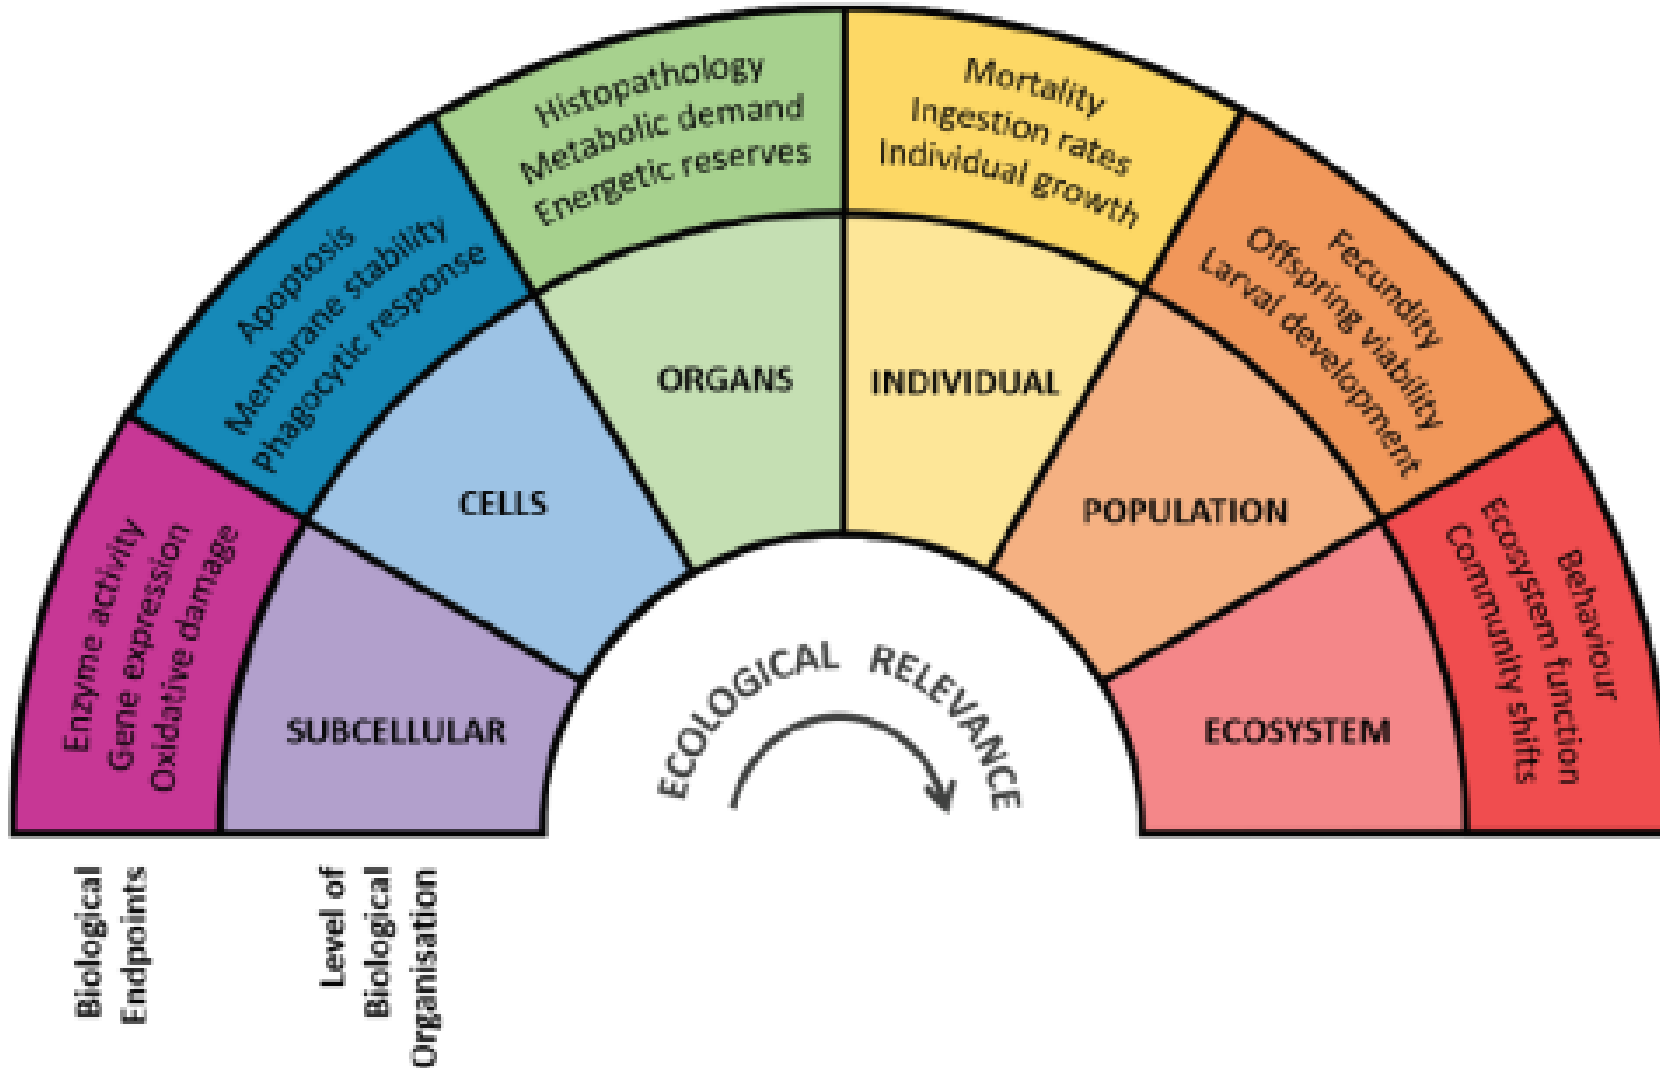 Histopathology
Metabolic demand
Energetic reserves
Mortality
Ingestion rates
Individual growth
Apoptosis
Membrane stability
Phagocytic response
Fecundity
Offspring viability
Larval development
ORGANS
INDIVIDUAL
CELLS
POPULATION
Enzyme activity
Gene expression
Oxidative damage
Behaviour
Ecosystem function
Community shifts
SUBCELLULAR
ECOLOGICAL RELEVANCE
ECOSYSTEM
Biological
Endpoints
Level of
Biological
Organisation